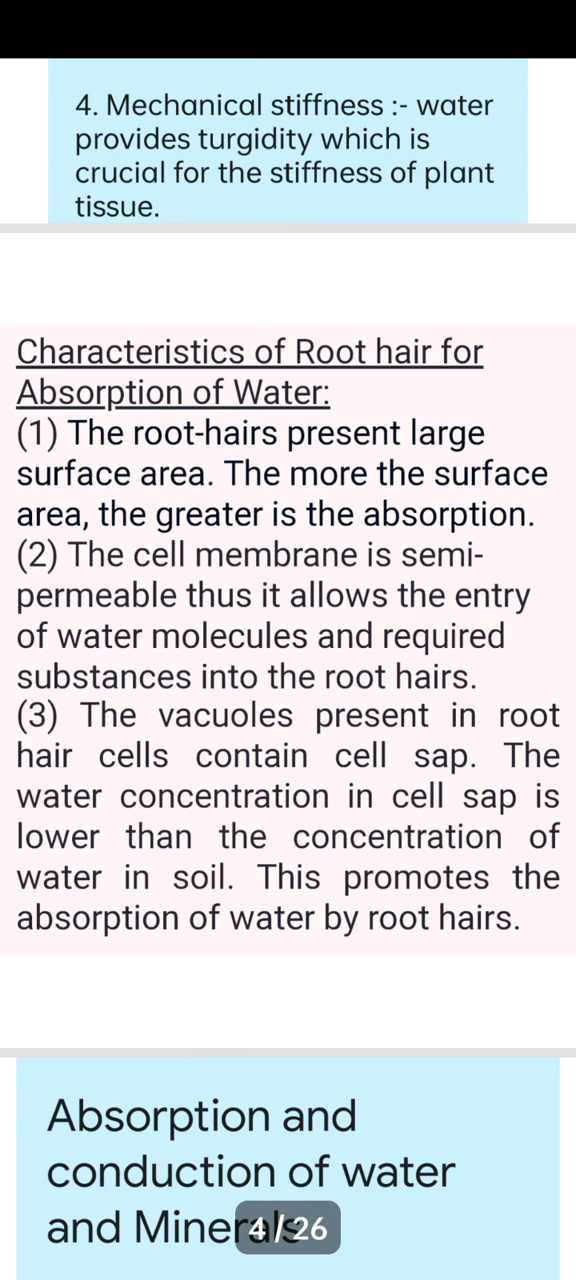 4. Mechanical stiffness :- water
provides turgidity which is
crucial for the stiffness of plant
tissue.
Characteristics of Root hair for
Absorption of Water:
(1) The root-hairs present large
surface area. The more the surface
area, the greater is the absorption.
(2) The cell membrane is semi-
permeable thus it allows the entry
of water molecules and required
substances into the root hairs.
(3) The vacuoles present in root
hair cells contain cell sap. The
water concentration in cell sap is
lower than the concentration of
water in soil. This promotes the
absorption of water by root hairs.
Absorption and
conduction of water
and Minerals
4 / 26